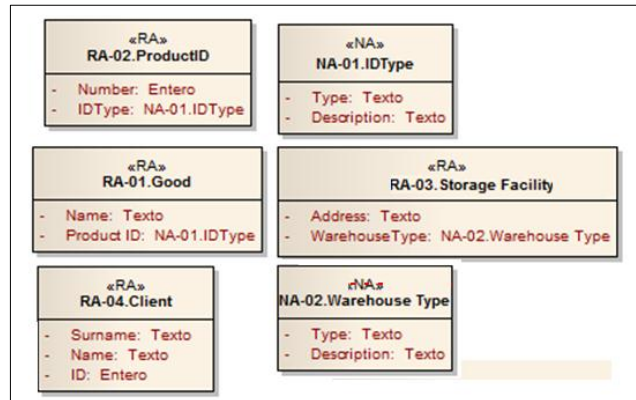 «RA»
RA-02.ProductID
- Number: Entero
- IDType: NA-01.IDType
«NA»
NA-01.IDType
- Type: Texto
- Description: Texto
«RA»
RA-01.Good
- Name: Texto
- Product ID: NA-01.IDType
«RA»
RA-03.Storage Facility
- Address: Texto
- WarehouseType: NA-02.Warehouse Type
«RA»
RA-04.Client
- Surname: Texto
- Name: Texto
- ID: Entero
«NA»
NA-02.Warehouse Type
- Type: Texto
- Description: Texto